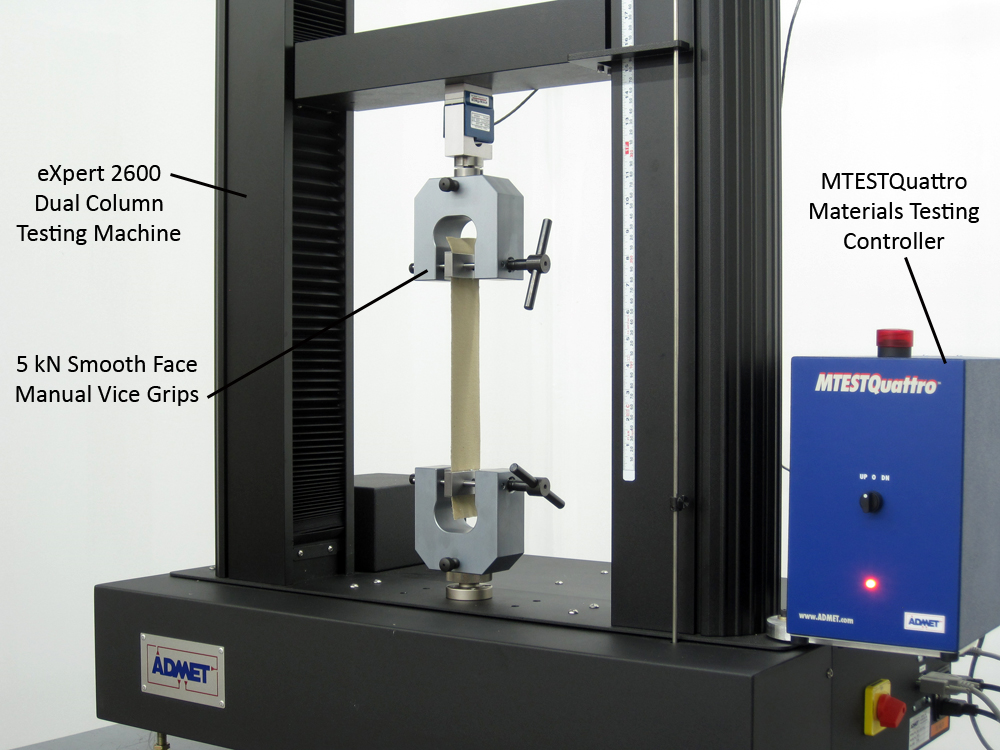 eXpert 2600
Dual Column
Testing Machine
5 kN Smooth Face
Manual Vice Grips
MTESTQuattro
Materials Testing
Controller
MTESTQuattro
UP O DN
www.ADMET.com
ADMET
ADMET